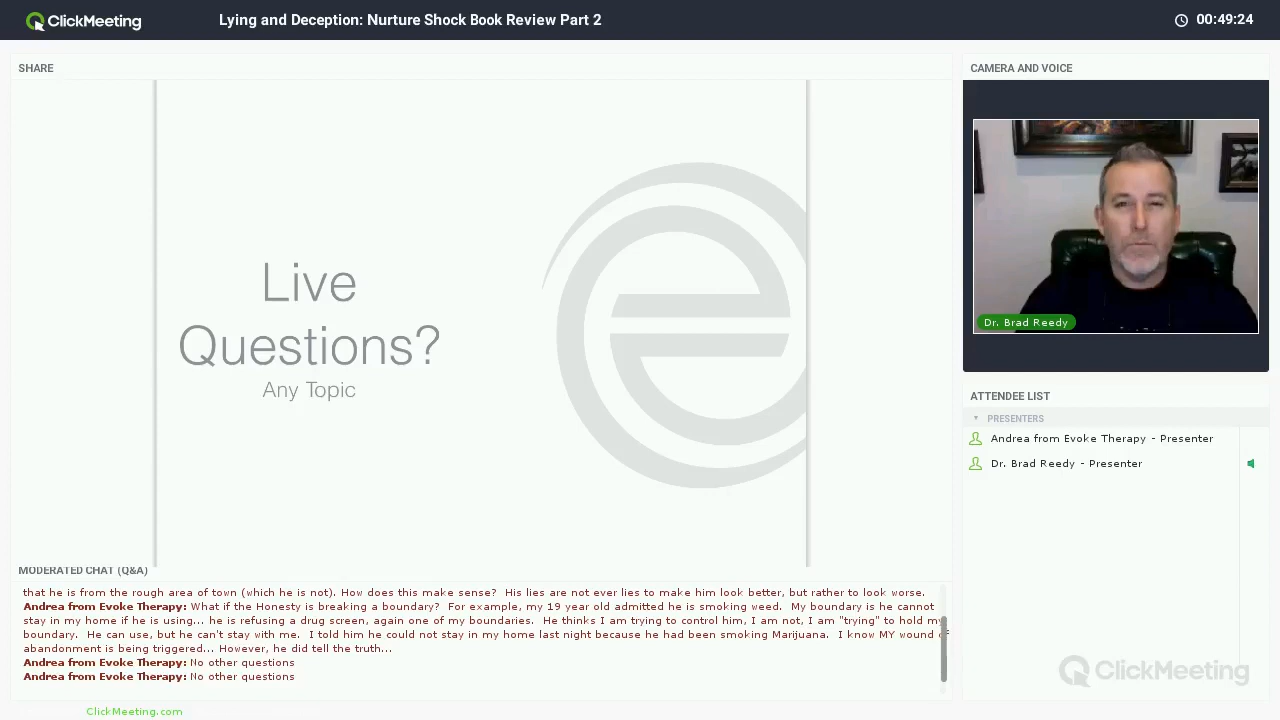 ClickMeeting
Lying and Deception: Nurture Shock Book Review Part 2
00:49:24
SHARE
CAMERA AND VOICE
Live
Questions?
Any Topic
Dr. Brad Reedy
ATTENDEE LIST
PRESENTERS
Andrea from Evoke Therapy - Presenter
Dr. Brad Reedy - Presenter
MODERATED CHAT (Q&A)
that he is from the rough area of town (which he is not). How does this make sense?  His lies are not ever lies to make him look better, but rather to look worse.
Andrea from Evoke Therapy: What if the Honesty is breaking a boundary?  For example, my 19 year old admitted he is smoking weed.  My boundary is he cannot
stay in my home if he is using... he is refusing a drug screen, again one of my boundaries.  He thinks I am trying to control him, I am not, I am "trying" to hold my
boundary.  He can use, but he can't stay with me.  I told him he could not stay in my home last night because he had been smoking Marijuana.  I know MY wound of
abandonment is being triggered... However, he did tell the truth...
Andrea from Evoke Therapy: No other questions
Andrea from Evoke Therapy: No other questions
ClickMeeting
ClickMeeting.com